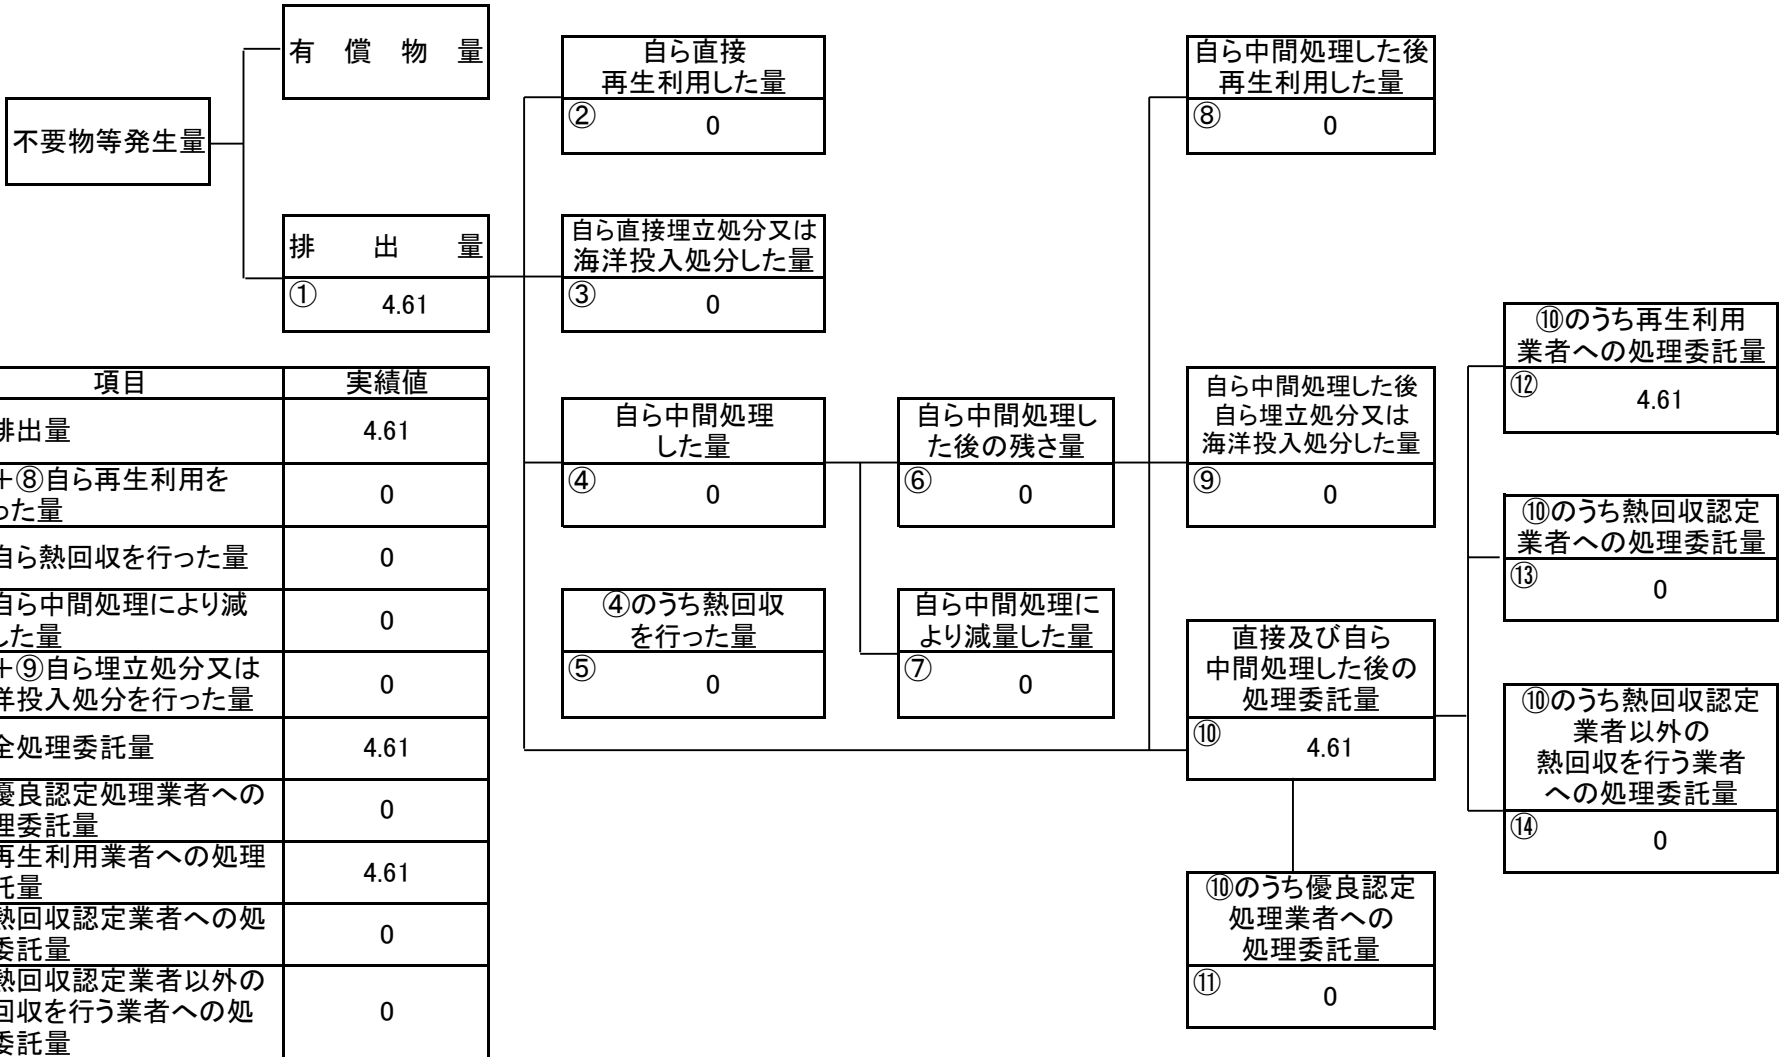 有償物量
不要物等発生量
排出量
① 4.61
自ら直接
再生利用した量
② 0
自ら直接埋立処分又は
海洋投入処分した量
③ 0
自ら中間処理
した量
④ 0
④のうち熱回収
を行った量
⑤ 0
自ら中間処理し
た後の残さ量
⑥ 0
自ら中間処理に
より減量した量
⑦ 0
自ら中間処理した後
再生利用した量
⑧ 0
自ら中間処理した後
自ら埋立処分又は
海洋投入処分した量
⑨ 0
直接及び自ら
中間処理した後の
処理委託量
⑩ 4.61
⑩のうち優良認定
処理業者への
処理委託量
⑪ 0
⑩のうち再生利用
業者への処理委託量
⑫ 4.61
⑩のうち熱回収認定
業者への処理委託量
⑬ 0
⑩のうち熱回収認定
業者以外の
熱回収を行う業者
への処理委託量
⑭ 0
項目 実績値
排出量 4.61
+⑧自ら再生利用を
った量 0
自ら熱回収を行った量 0
自ら中間処理により減
した量 0
+⑨自ら埋立処分又は
洋投入処分を行った量 0
全処理委託量 4.61
優良認定処理業者への
理委託量 0
再生利用業者への処理
託量 4.61
熱回収認定業者への処
委託量 0
熱回収認定業者以外の
回収を行う業者への処
委託量 0